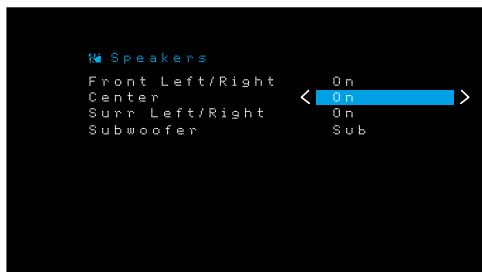 Speakers
Front Left/Right On
Center < On >
Surr Left/Right On
Subwoofer Sub